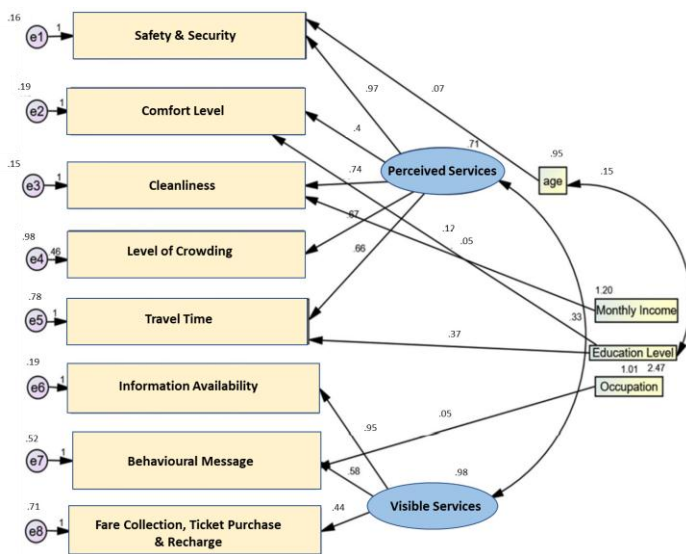 .16
e1
1
Safety & Security
.97
.07
.19
e2
1
Comfort Level
.4
.71
Perceived Services
.95
age
.15
.15
e3
1
Cleanliness
.74
.67
.12
.05
.98
e4
.46
Level of Crowding
.66
1.20
Monthly Income
.33
.78
e5
1
Travel Time
.37
Education Level
1.01
2.47
Occupation
.19
e6
1
Information Availability
.95
.05
.52
e7
1
Behavioural Message
.58
.98
Visible Services
.71
e8
1
Fare Collection, Ticket Purchase
& Recharge
.44